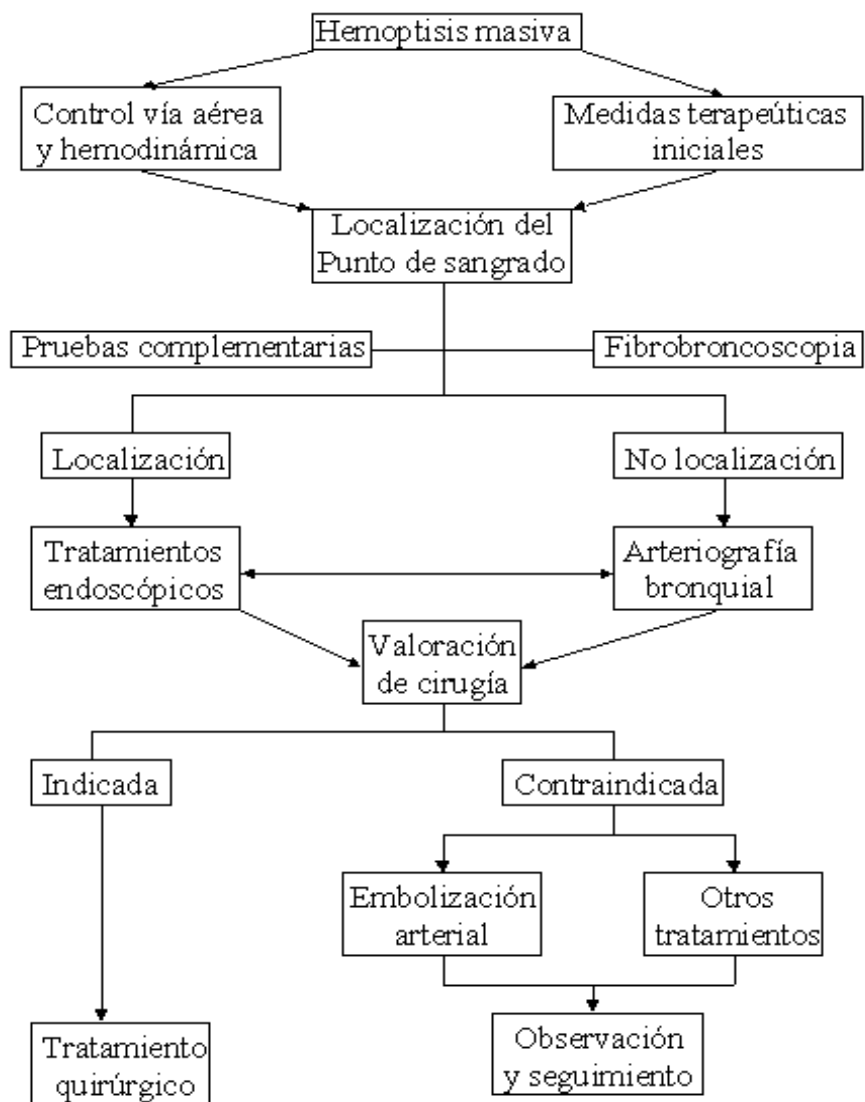 Hemoptisis masiva
Control vía aérea
y hemodinámica
Medidas terapeúticas
iniciales
Localización del
Punto de sangrado
Pruebas complementarias
Fibrobroncoscopia
Localización
No localización
Tratamientos
endoscópicos
Arteriografía
bronquial
Valoración
de cirugía
Indicada
Contraindicada
Embolización
arterial
Otros
tratamientos
Tratamiento
quirúrgico
Observación
y seguimiento